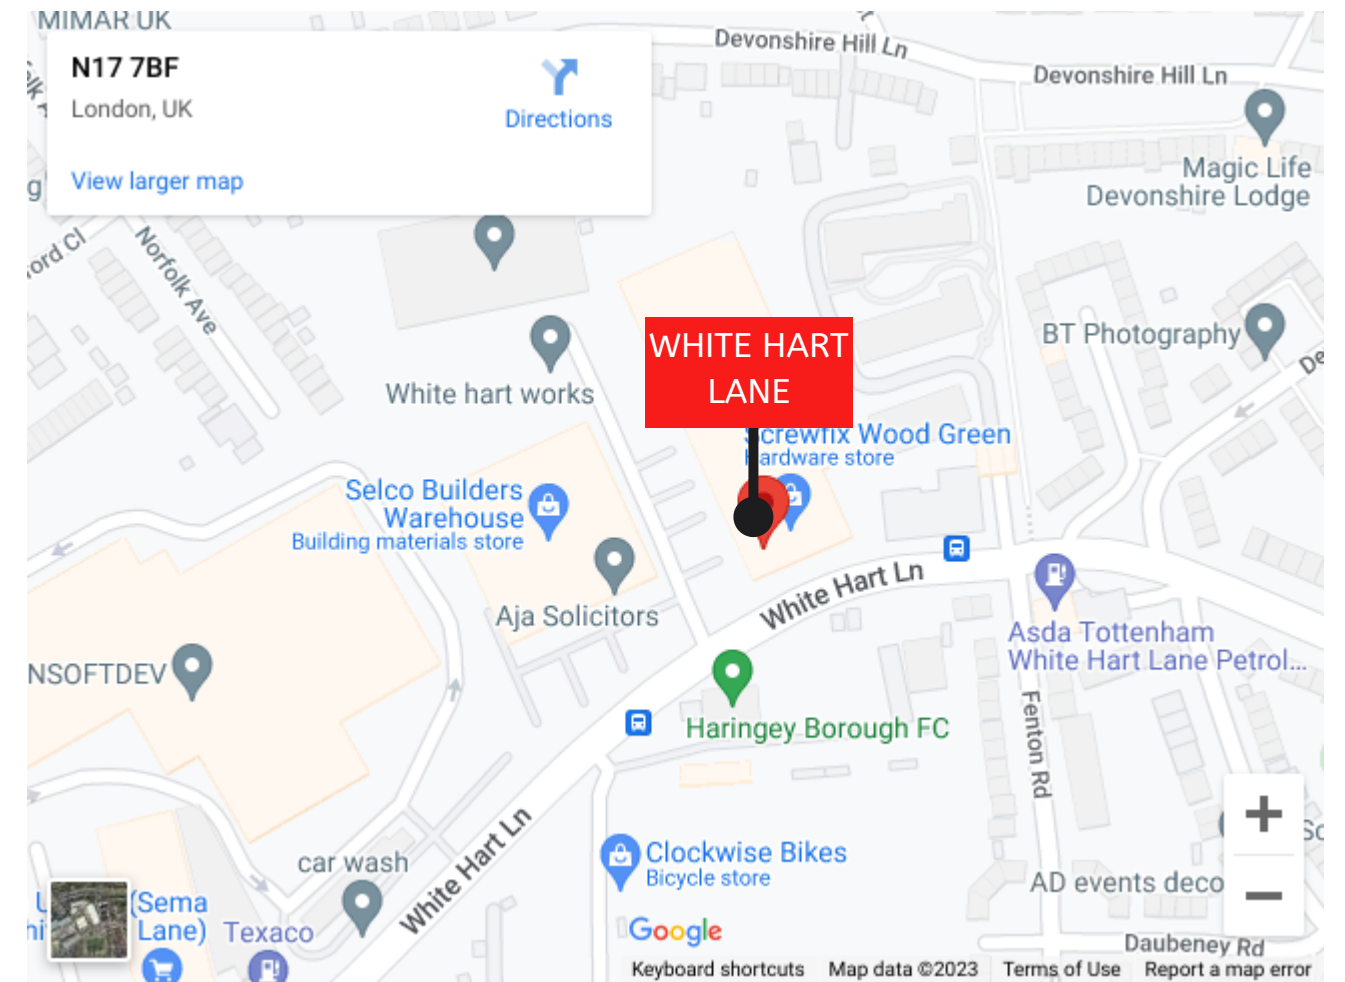 MIMAR UK
N17 7BF
London, UK
Directions
View larger map
Devonshire Hill Ln
Devonshire Hill Ln
Magic Life
Devonshire Lodge
ord Cl
Norfolk Ave
WHITE HART
LANE
BT Photography
White hart works
Screwfix Wood Green
Hardware store
Selco Builders
Warehouse
Building materials store
Aja Solicitors
White Hart Ln
Asda Tottenham
White Hart Lane Petrol...
NSOFTDEV
Haringey Borough FC
Fenton Rd
White Hart Ln
car wash
Clockwise Bikes
Bicycle store
AD events deco
(Sema
Lane)
Texaco
Google
Daubeney Rd
Keyboard shortcuts
Map data ©2023
Terms of Use
Report a map error